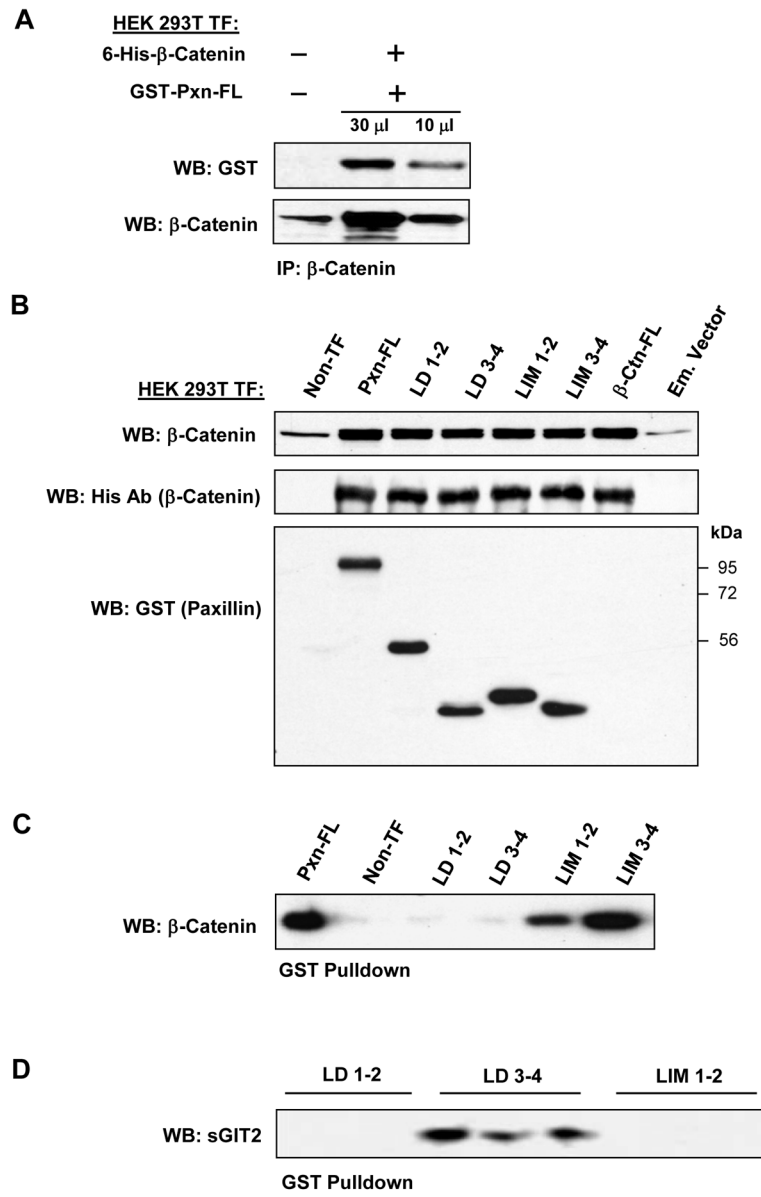 A
HEK 293T TF:
6-His-β-Catenin – +
GST-Pxn-FL – +
30 µl 10 µl
WB: GST
WB: β-Catenin
IP: β-Catenin
B
HEK 293T TF: Non-TF Pxn-FL LD 1-2 LD 3-4 LIM 1-2 LIM 3-4 β-Ctn-FL Em. Vector
WB: β-Catenin
WB: His Ab (β-Catenin)
kDa
95
72
WB: GST (Paxillin)
56
C
Pxn-FL Non-TF LD 1-2 LD 3-4 LIM 1-2 LIM 3-4
WB: β-Catenin
GST Pulldown
D
LD 1-2 LD 3-4 LIM 1-2
WB: sGIT2
GST Pulldown